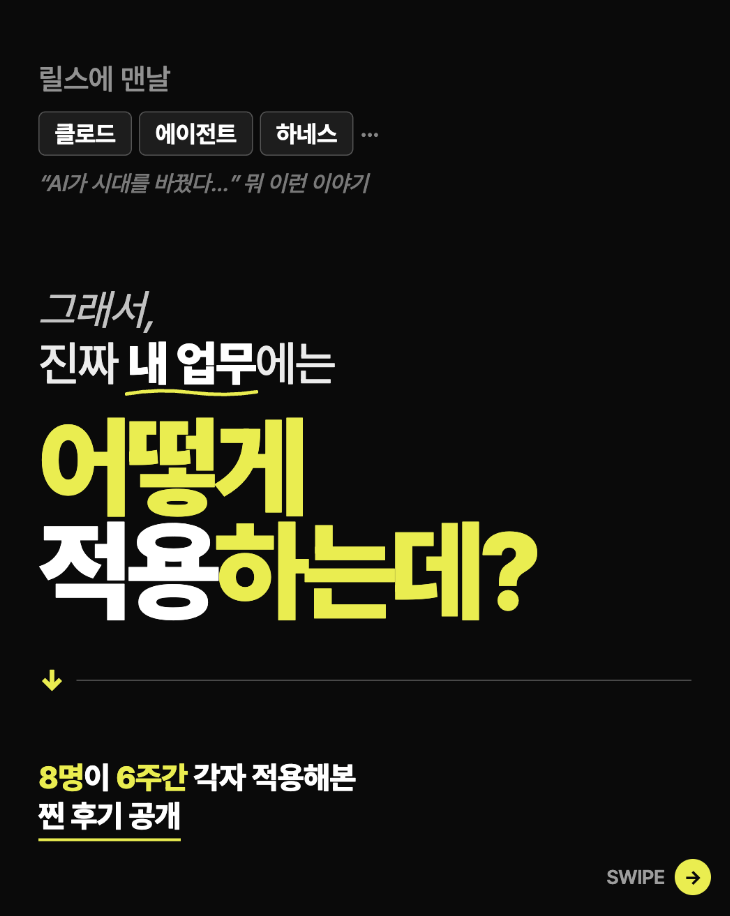 릴스에 맨날
클로드 에이전트 하네스 ...
“AI가 시대를 바꿨다...” 뭐 이런 이야기
그래서,
진짜 내 업무에는
어떻게
적용하는데?
↓
8명이 6주간 각자 적용해본
찐 후기 공개
SWIPE →